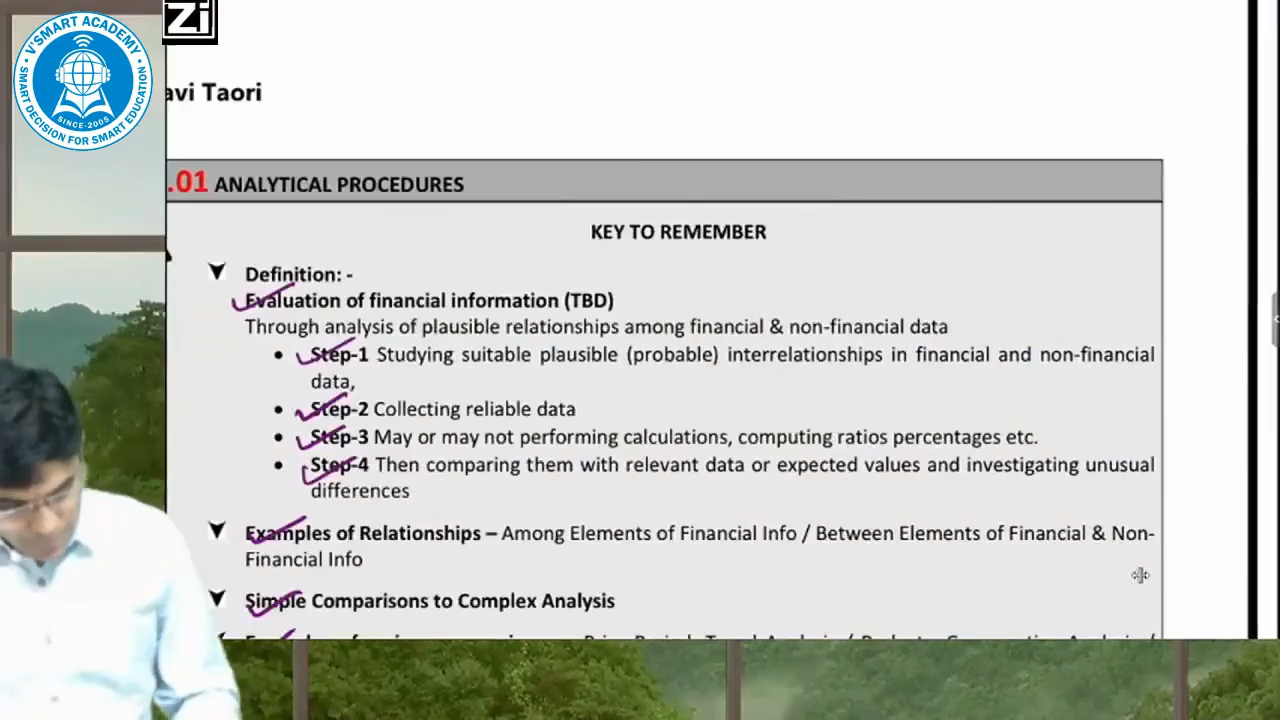 V'SMART ACADEMY
SMART DECISION FOR SMART EDUCATION
SINCE-2005
Zi
avi Taori
.01 ANALYTICAL PROCEDURES
KEY TO REMEMBER
Definition: -
Evaluation of financial information (TBD)
Through analysis of plausible relationships among financial & non-financial data
• Step-1 Studying suitable plausible (probable) interrelationships in financial and non-financial
data,
• Step-2 Collecting reliable data
• Step-3 May or may not performing calculations, computing ratios percentages etc.
• Step-4 Then comparing them with relevant data or expected values and investigating unusual
differences
Examples of Relationships – Among Elements of Financial Info / Between Elements of Financial & Non-
Financial Info
Simple Comparisons to Complex Analysis